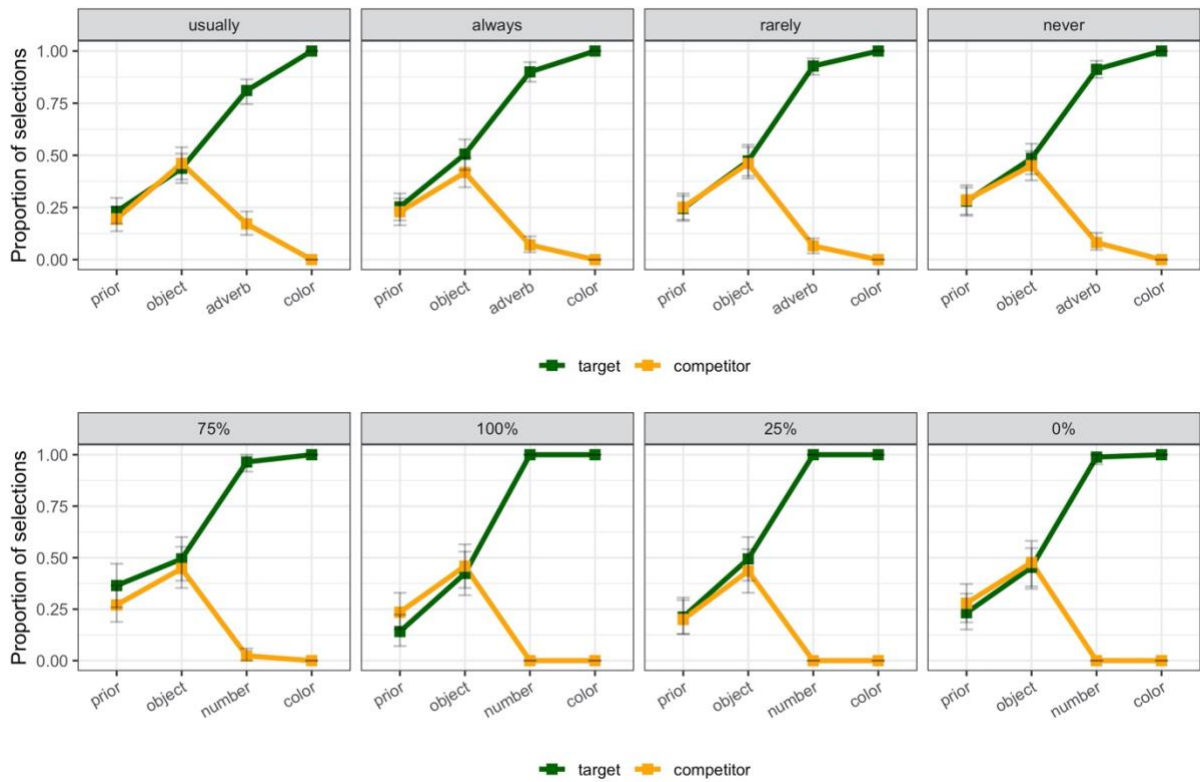 usually always rarely never
Proportion of selections
1.00
0.75
0.50
0.25
0.00
prior object adverb color prior object adverb color prior object adverb color prior object adverb color
target competitor
75% 100% 25% 0%
Proportion of selections
1.00
0.75
0.50
0.25
0.00
prior object number color prior object number color prior object number color prior object number color
target competitor